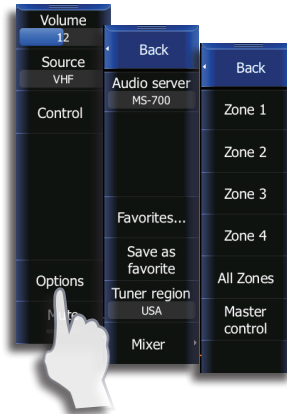 Volume
12
Source
VHF
Control
Options
Mute
Back
Audio server
MS-700
Favorites...
Save as
favorite
Tuner region
USA
Mixer
Back
Zone 1
Zone 2
Zone 3
Zone 4
All Zones
Master
control